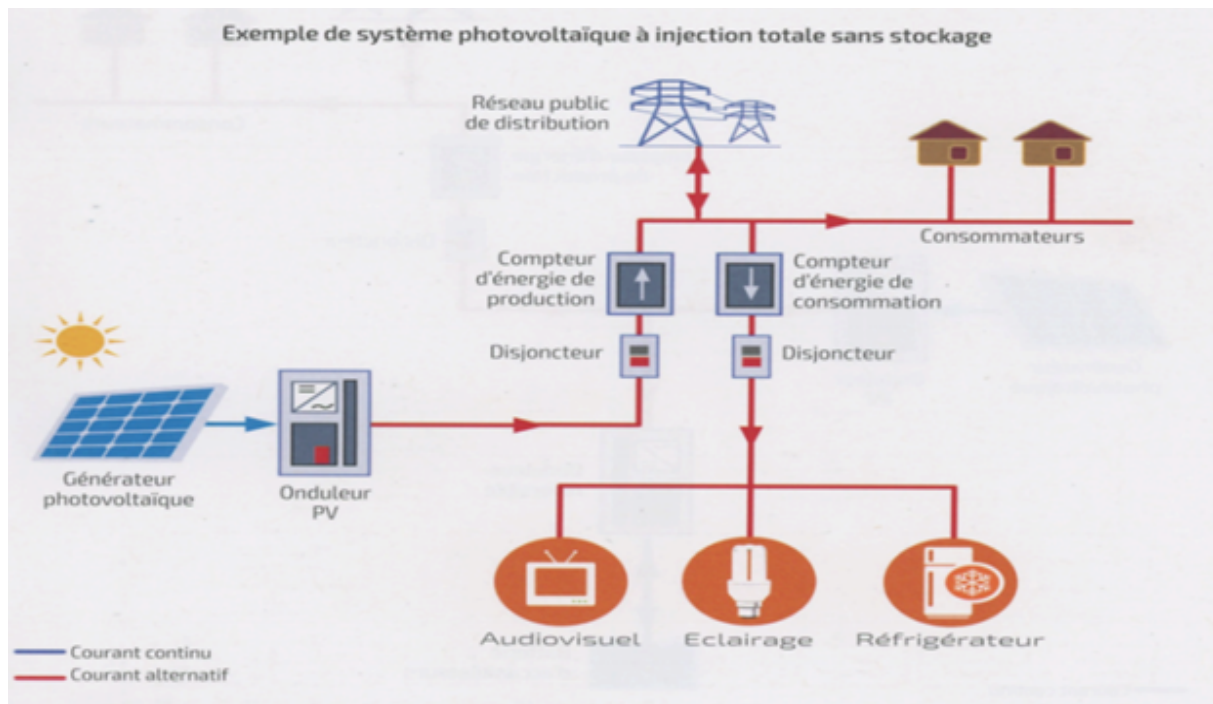 Exemple de système photovoltaïque à injection totale sans stockage
Réseau public
de distribution
Consommateurs
Compteur
d'énergie de
production
Compteur
d'énergie de
consommation
Disjoncteur
Disjoncteur
Générateur
photovoltaïque
Onduleur
PV
Audiovisuel
Eclairage
Réfrigérateur
Courant continu
Courant alternatif